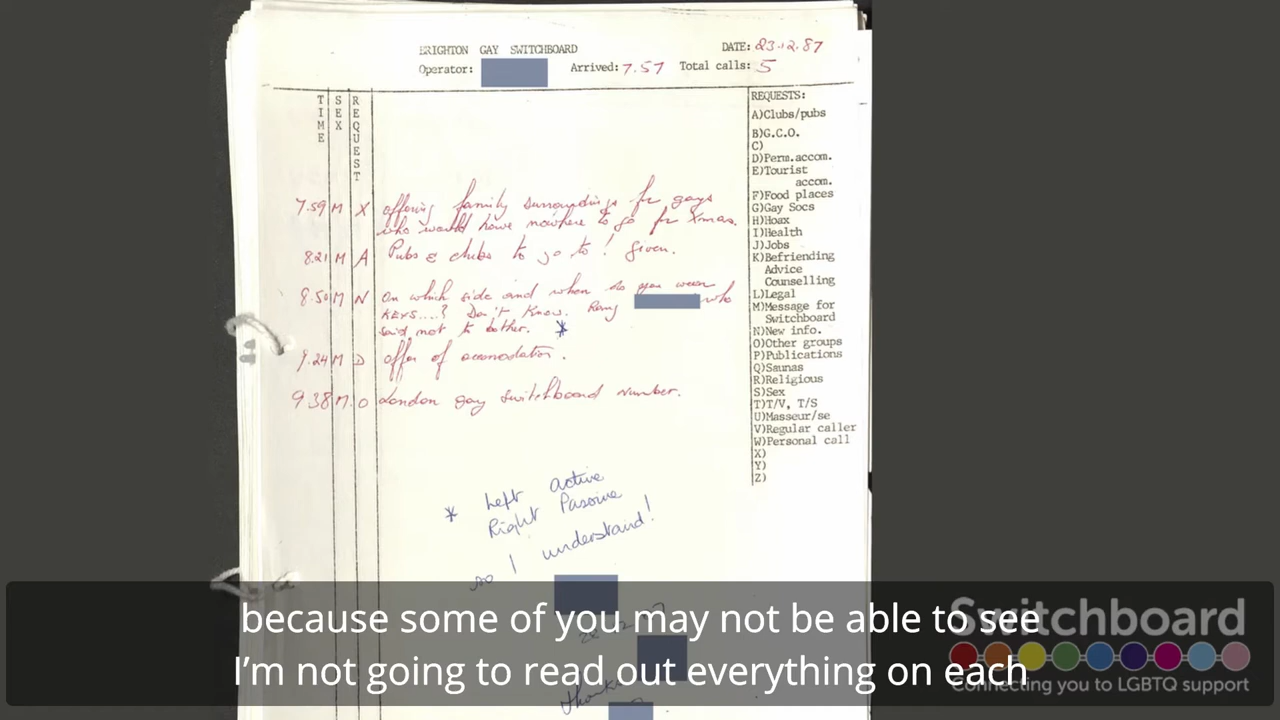 BRIGHTON GAY SWITCHBOARD
DATE: 23.12.87
Operator: Arrived: 7.57 Total calls: 5
TIME
SEX
REQUEST
7.59 M X offering family surroundings for gays
who would have nowhere to go for Xmas.
8.21 M A Pubs & clubs to go to! Given.
8.50 M N On which side and when do you wear
KEYS....? Don't Know. Rang who
said not to bother. *
9.24 M D offer of accomodation.
9.38 M. O London gay switchboard number.
* Left active
Right Passive
so I understand!
REQUESTS:
A)Clubs/pubs
B)G.C.O.
C)
D)Perm.accom.
E)Tourist
accom.
F)Food places
G)Gay Socs
H)Hoax
I)Health
J)Jobs
K)Befriending
Advice
Counselling
L)Legal
M)Message for
Switchboard
N)New info.
O)Other groups
P)Publications
Q)Saunas
R)Religious
S)Sex
T)T/V, T/S
U)Masseur/se
V)Regular caller
W)Personal call
X)
Y)
Z)
because some of you may not be able to see
I'm not going to read out everything on each
Switchboard
Connecting you to LGBTQ support